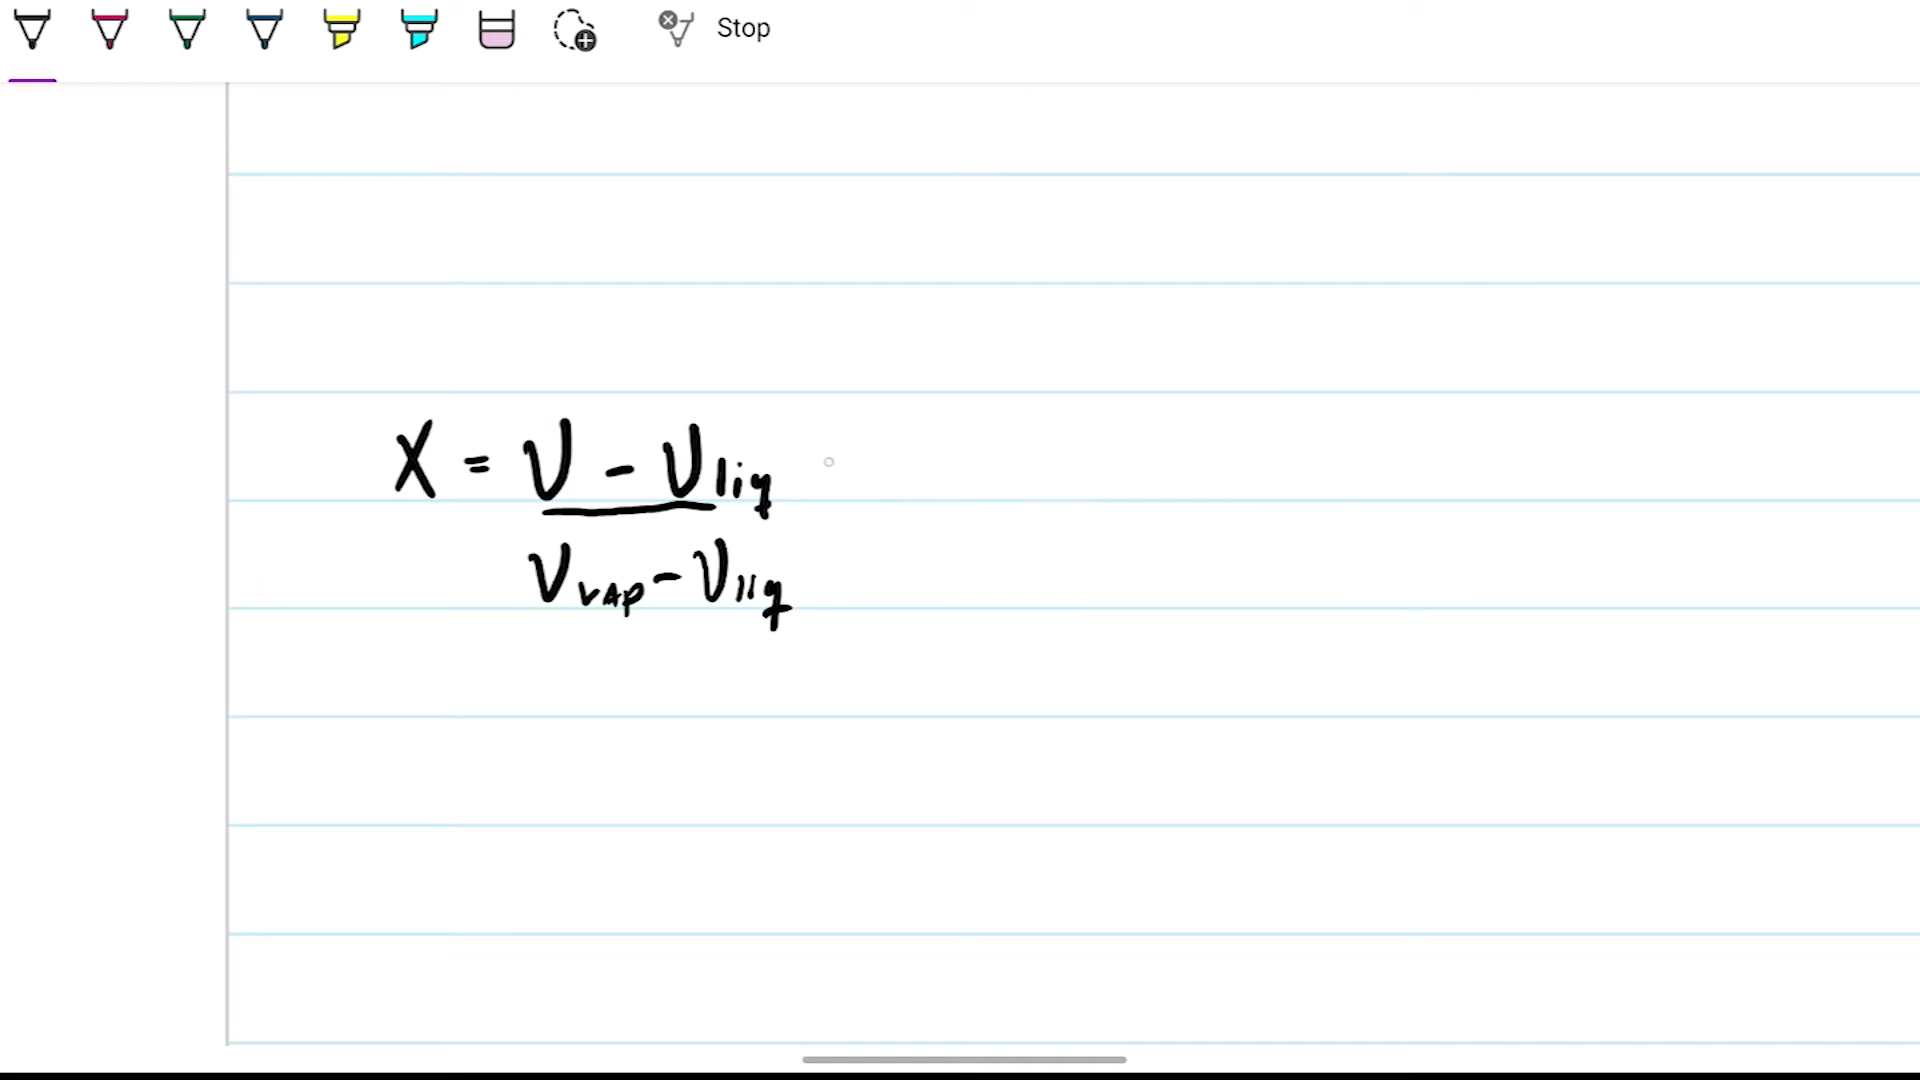 Stop
X = V - Vliq
Vvap - Vliq